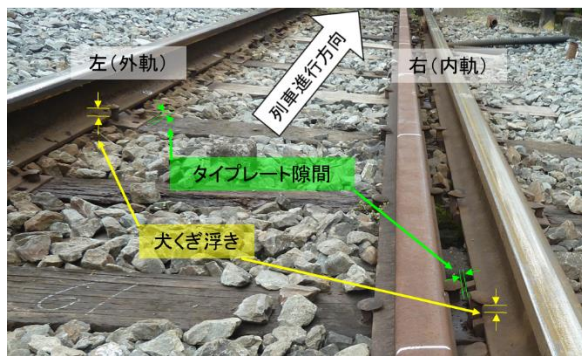 左(外軌)
列車進行方向
右(内軌)
タイプレート隙間
犬くぎ浮き